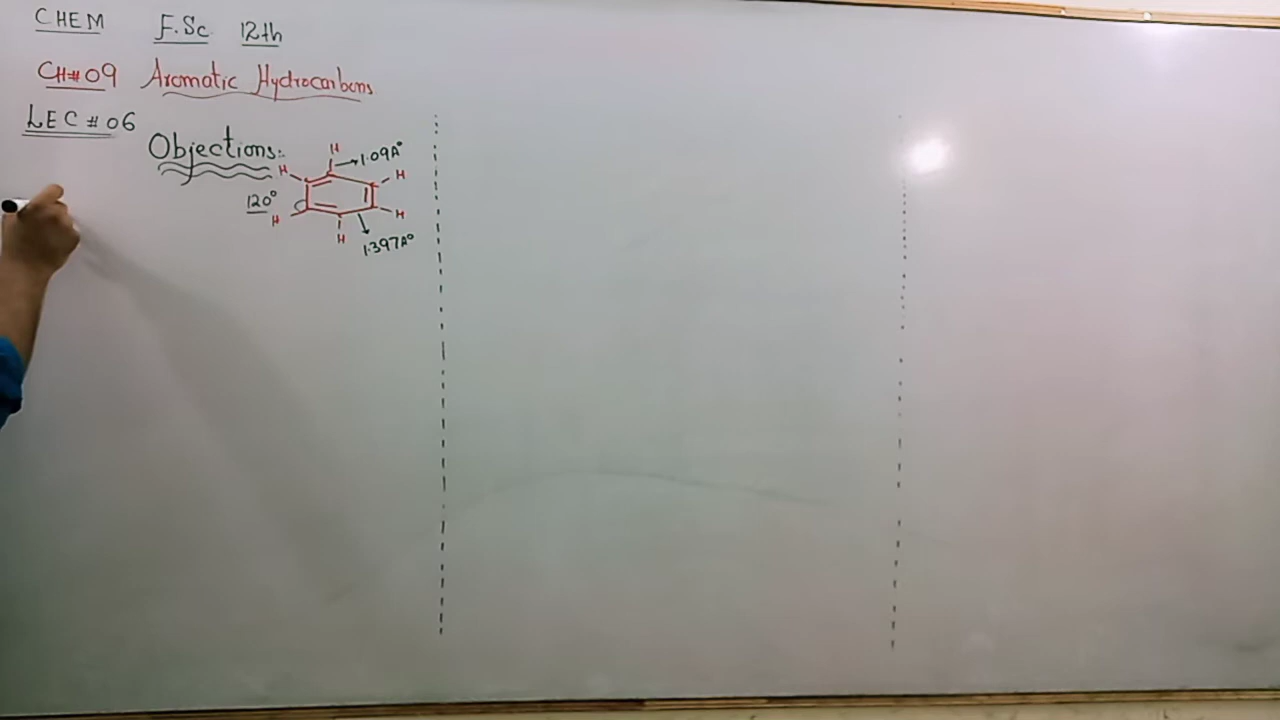 CHEM F.Sc 12th
CH#09 Aromatic Hydrocarbons
LEC#06
Objections:
H
1.09A°
H
H
120°
H
H
H
1.397A°